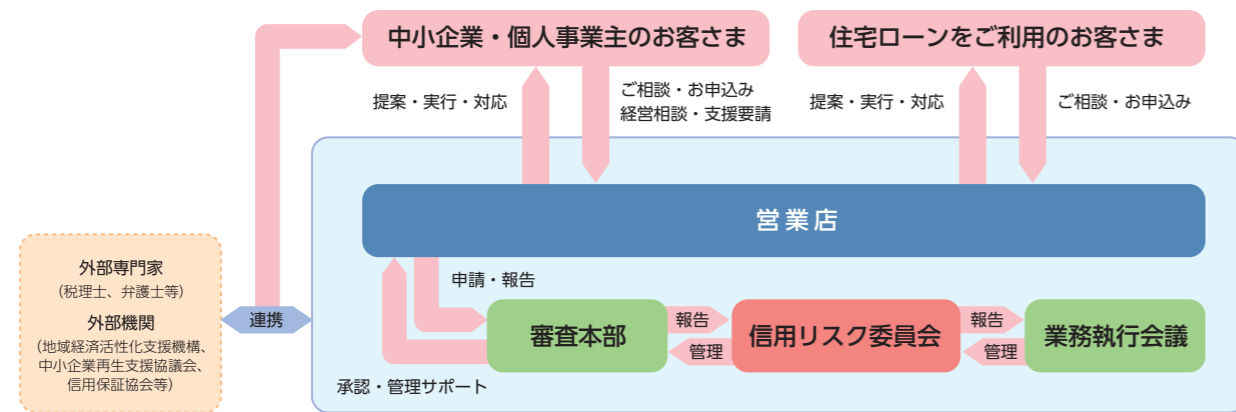 中小企業・個人事業主のお客さま
住宅ローンをご利用のお客さま
提案・実行・対応
ご相談・お申込み
経営相談・支援要請
提案・実行・対応
ご相談・お申込み
営業店
外部専門家
(税理士、弁護士等)
外部機関
(地域経済活性化支援機構、
中小企業再生支援協議会、
信用保証協会等)
連携
申請・報告
審査本部
報告
管理
信用リスク委員会
報告
管理
業務執行会議
承認・管理サポート